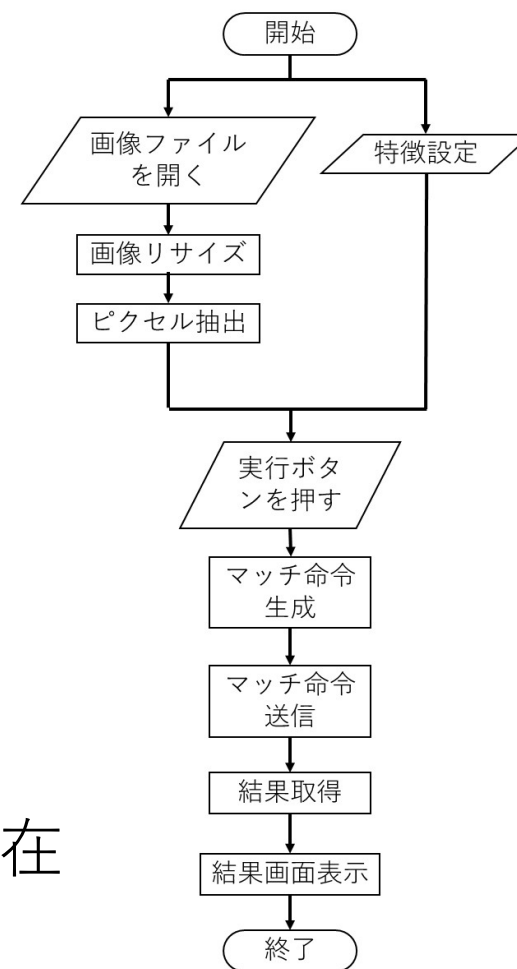 開始
画像ファイル
を開く
特徴設定
画像リサイズ
ピクセル抽出
実行ボタ
ンを押す
マッチ命令
生成
マッチ命令
送信
結果取得
在
結果画面表示
終了